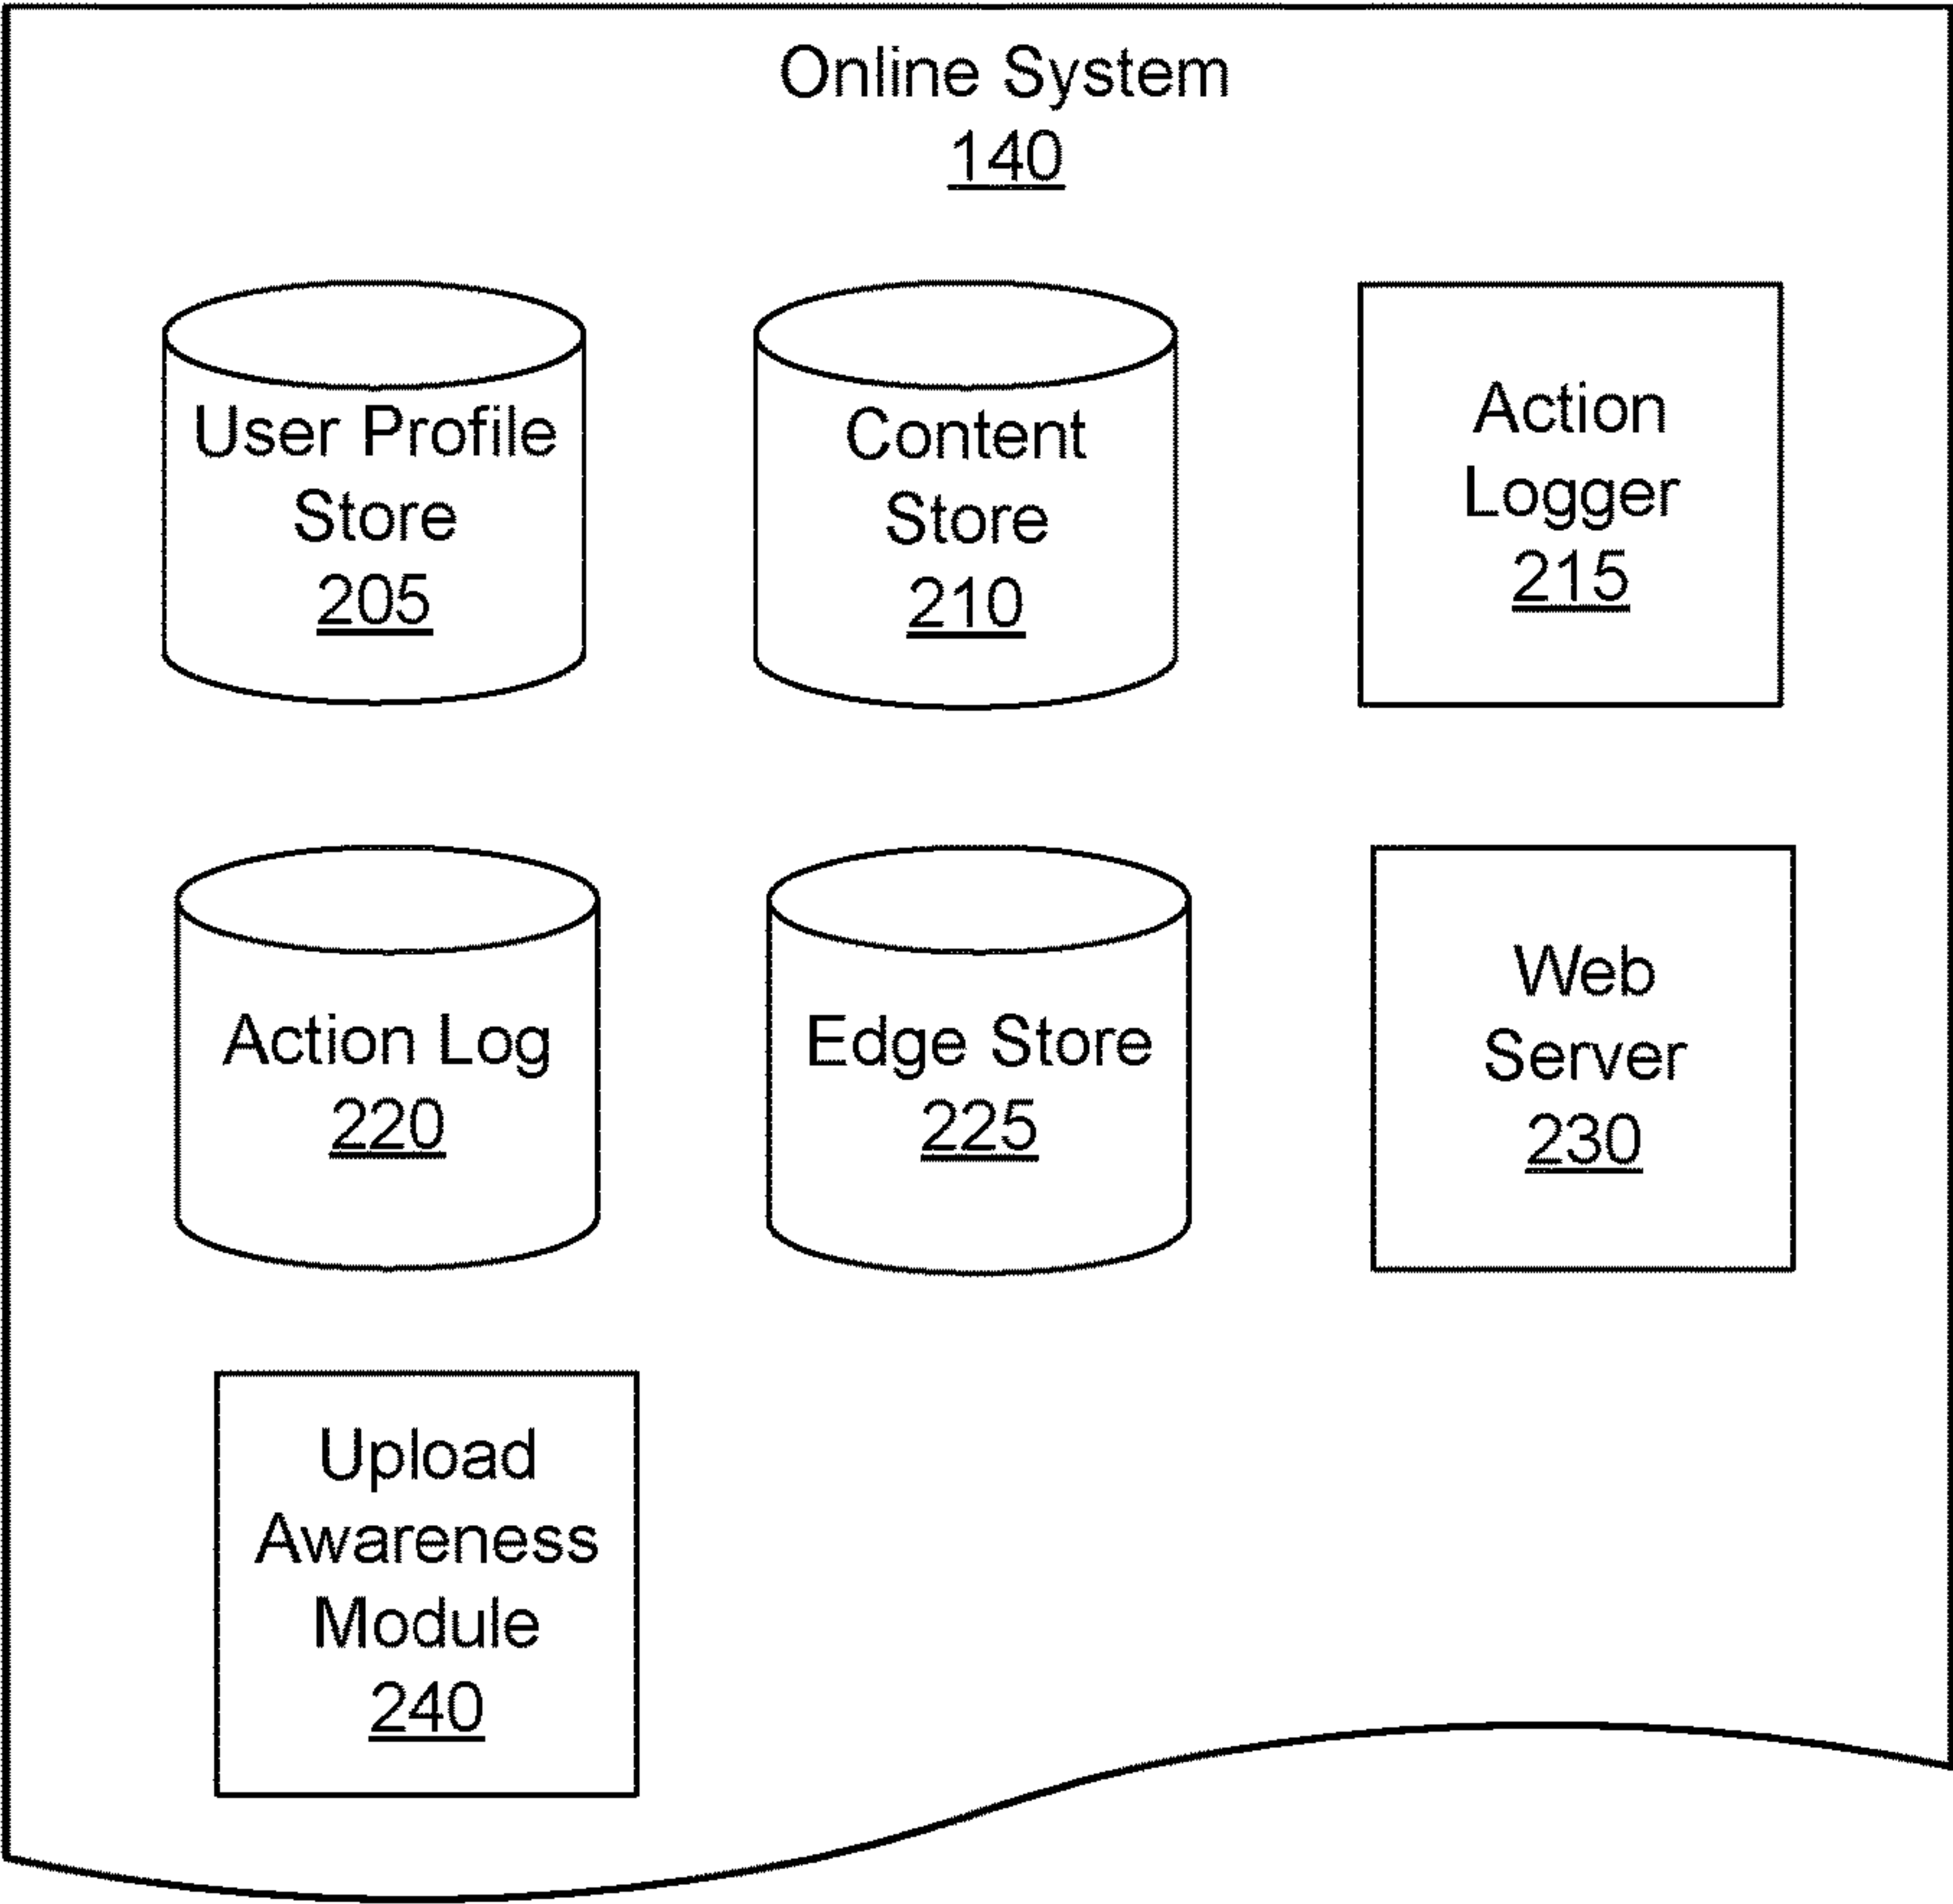 Online System
140
User Profile
Store
205
Content
Store
210
Action
Logger
215
Action Log
220
Edge Store
225
Web
Server
230
Upload
Awareness
Module
240